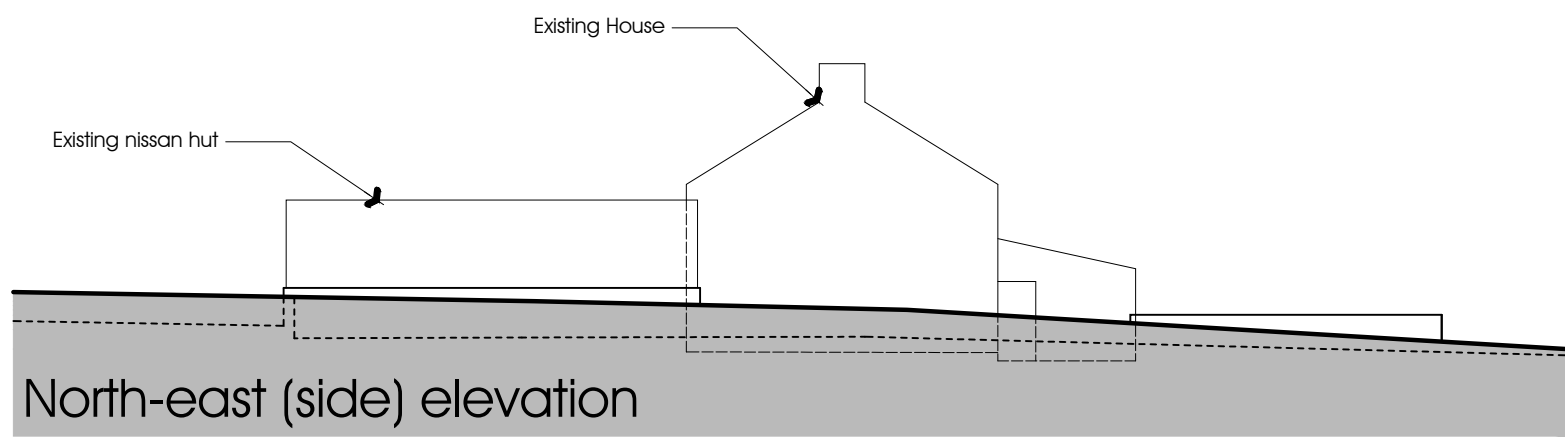 Existing House
Existing nissan hut
North-east (side) elevation